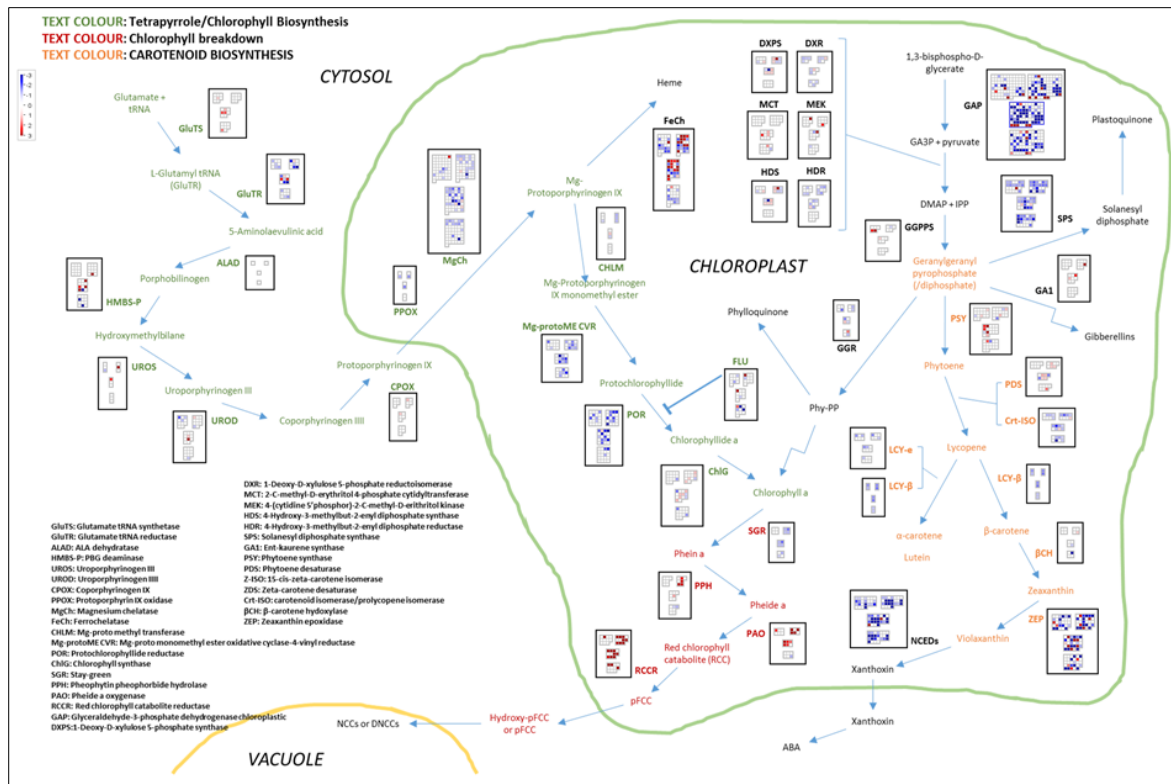 TEXT COLOUR: Tetrapyrrole/Chlorophyll Biosynthesis
TEXT COLOUR: Chlorophyll breakdown
TEXT COLOUR: CAROTENOID BIOSYNTHESIS
CYTOSOL
Glutamate +
tRNA
GluTS
L-Glutamyl tRNA
(GluTR)
GluTR
5-Aminolaevulinic acid
ALAD
Porphobilinogen
HMBS-P
Hydroxymethylbilane
UROS
Uroporphyrinogen III
UROD
Coporphyrinogen IIII
CPOX
Protoporphyrinogen IX
PPOX
MgCh
Heme
FeCh
Mg-
Protoporphyrinogen IX
CHLM
Mg-Protoporphyrinogen
IX monomethyl ester
Mg-protoME CVR
Protochlorophyllide
FLU
POR
Chlorophyllide a
ChlG
Chlorophyll a
CHLOROPLAST
Phylloquinone
GGR
Phy-PP
DXPS
DXR
MCT
MEK
HDS
HDR
1,3-bisphospho-D-
glycerate
GAP
GA3P + pyruvate
DMAP + IPP
GGPPS
SPS
Plastoquinone
Solanesyl
diphosphate
Geranylgeranyl
pyrophosphate
(/diphosphate)
GA1
Gibberellins
PSY
Phytoene
PDS
Crt-ISO
Lycopene
LCY-e
LCY-β
LCY-β
α-carotene
Lutein
β-carotene
βCH
Zeaxanthin
ZEP
Violaxanthin
NCEDs
Xanthoxin
Xanthoxin
ABA
SGR
Phein a
PPH
Pheide a
PAO
Red chlorophyll
catabolite (RCC)
RCCR
pFCC
Hydroxy-pFCC
or pFCC
NCCs or DNCCs
VACUOLE
GluTS: Glutamate tRNA synthetase
GluTR: Glutamate tRNA reductase
ALAD: ALA dehydratase
HMBS-P: PBG deaminase
UROS: Uroporphyrinogen III
UROD: Uroporphyrinogen IIII
CPOX: Coporphyrinogen IX
PPOX: Protoporphyrin IX oxidase
MgCh: Magnesium chelatase
FeCh: Ferrochelatase
CHLM: Mg-proto methyl transferase
Mg-protoME CVR: Mg-proto monomethyl ester oxidative cyclase-4-vinyl reductase
POR: Protochlorophyllide reductase
ChlG: Chlorophyll synthase
SGR: Stay-green
PPH: Pheophytin pheophorbide hydrolase
PAO: Pheide a oxygenase
RCCR: Red chlorophyll catabolite reductase
GAP: Glyceraldehyde-3-phosphate dehydrogenase chloroplastic
DXPS:1-Deoxy-D-xylulose 5-phosphate synthase
DXR: 1-Deoxy-D-xylulose 5-phosphate reductoisomerase
MCT: 2-C-methyl-D-erythritol 4-phosphate cytidyltransferase
MEK: 4-(cytidine 5'phosphor)-2-C-methyl-D-erithritol kinase
HDS: 4-Hydroxy-3-methylbut-2-enyl diphosphate synthase
HDR: 4-Hydroxy-3-methylbut-2-enyl diphosphate reductase
SPS: Solanesyl diphosphate synthase
GA1: Ent-kaurene synthase
PSY: Phytoene synthase
PDS: Phytoene desaturase
Z-ISO: 15-cis-zeta-carotene isomerase
ZDS: Zeta-carotene desaturase
Crt-ISO: carotenoid isomerase/prolycopene isomerase
βCH: β-carotene hydoxylase
ZEP: Zeaxanthin epoxidase